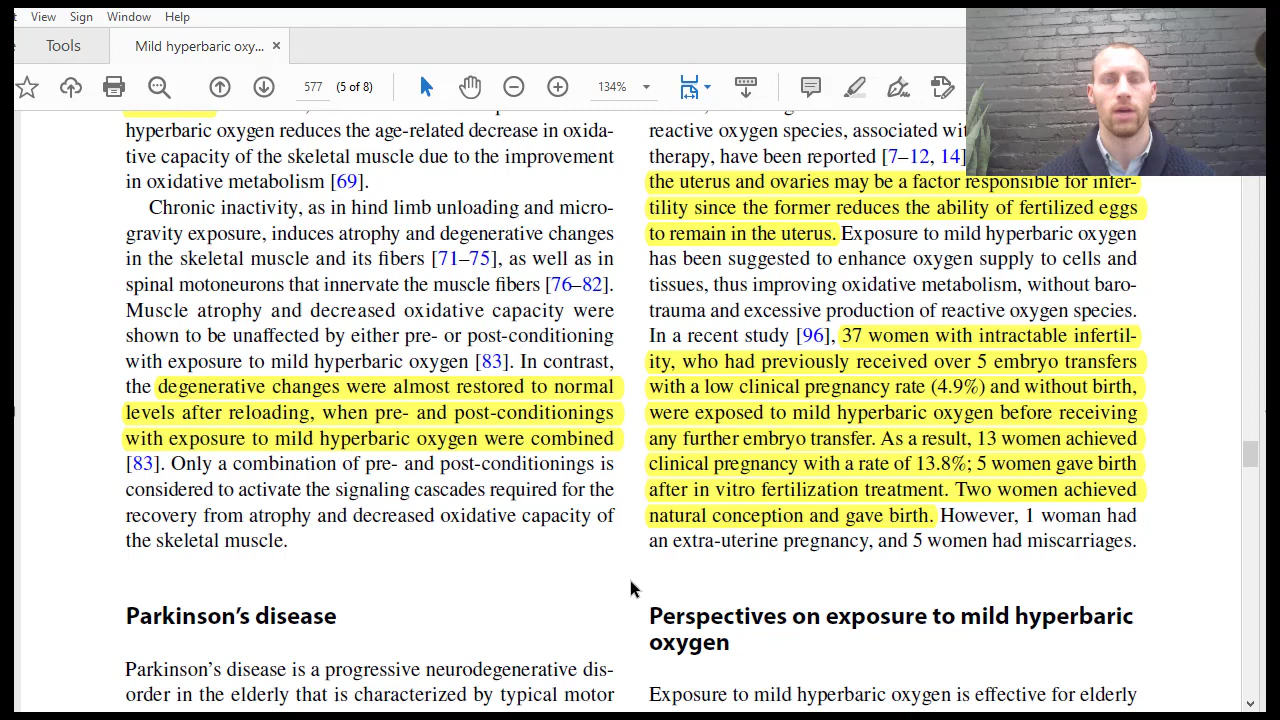 View Sign Window Help
Tools
Mild hyperbaric oxy... ×
577 (5 of 8)
134%
hyperbaric oxygen reduces the age-related decrease in oxida-
tive capacity of the skeletal muscle due to the improvement
in oxidative metabolism [69].
Chronic inactivity, as in hind limb unloading and micro-
gravity exposure, induces atrophy and degenerative changes
in the skeletal muscle and its fibers [71–75], as well as in
spinal motoneurons that innervate the muscle fibers [76–82].
Muscle atrophy and decreased oxidative capacity were
shown to be unaffected by either pre- or post-conditioning
with exposure to mild hyperbaric oxygen [83]. In contrast,
the degenerative changes were almost restored to normal
levels after reloading, when pre- and post-conditionings
with exposure to mild hyperbaric oxygen were combined
[83]. Only a combination of pre- and post-conditionings is
considered to activate the signaling cascades required for the
recovery from atrophy and decreased oxidative capacity of
the skeletal muscle.
Parkinson’s disease
Parkinson’s disease is a progressive neurodegenerative dis-
order in the elderly that is characterized by typical motor
reactive oxygen species, associated
therapy, have been reported [7–12, 14]
the uterus and ovaries may be a factor responsible for infer-
tility since the former reduces the ability of fertilized eggs
to remain in the uterus. Exposure to mild hyperbaric oxygen
has been suggested to enhance oxygen supply to cells and
tissues, thus improving oxidative metabolism, without baro-
trauma and excessive production of reactive oxygen species.
In a recent study [96], 37 women with intractable infertil-
ity, who had previously received over 5 embryo transfers
with a low clinical pregnancy rate (4.9%) and without birth,
were exposed to mild hyperbaric oxygen before receiving
any further embryo transfer. As a result, 13 women achieved
clinical pregnancy with a rate of 13.8%; 5 women gave birth
after in vitro fertilization treatment. Two women achieved
natural conception and gave birth. However, 1 woman had
an extra-uterine pregnancy, and 5 women had miscarriages.
Perspectives on exposure to mild hyperbaric
oxygen
Exposure to mild hyperbaric oxygen is effective for elderly